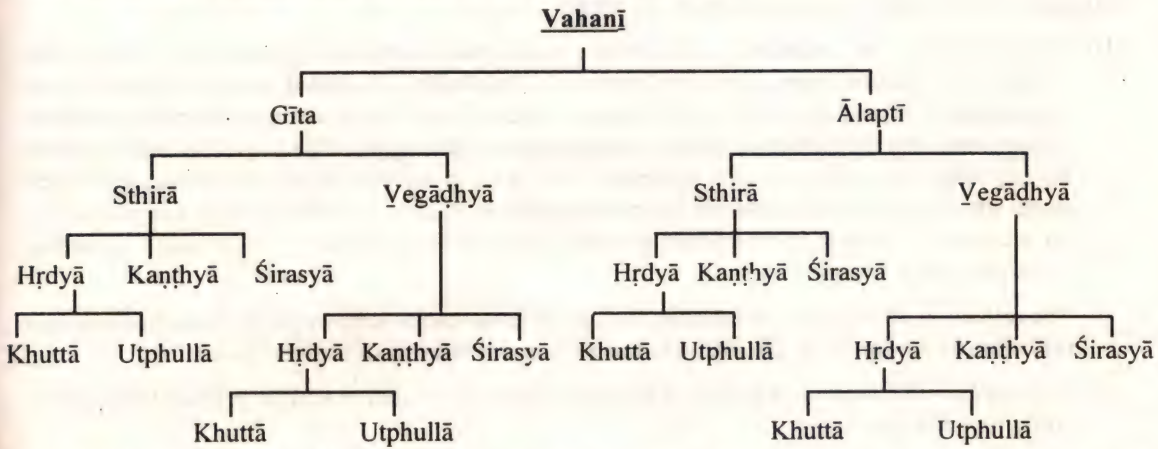 Vahanī
Gīta Ālaptī
Sthirā Vegāḍhyā Sthirā Vegāḍhyā
Hṛdyā Kaṇṭhyā Śirasyā Hṛdyā Kaṇṭhyā Śirasyā
Khuttā Utphullā Hṛdyā Kaṇṭhyā Śirasyā Khuttā Utphullā Hṛdyā Kaṇṭhyā Śirasyā
Khuttā Utphullā Khuttā Utphullā